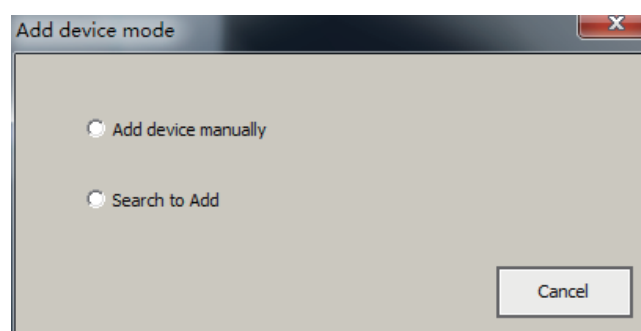 Add device mode
Add device manually
Search to Add
Cancel